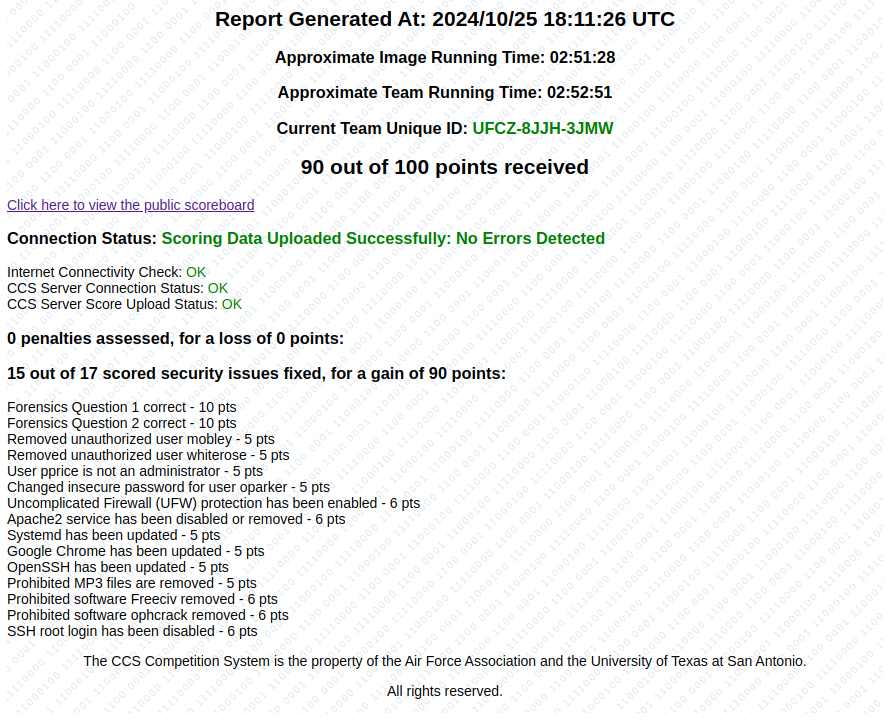 Report Generated At: 2024/10/25 18:11:26 UTC
Approximate Image Running Time: 02:51:28
Approximate Team Running Time: 02:52:51
Current Team Unique ID: UFCZ-8JJH-3JMW
90 out of 100 points received
Click here to view the public scoreboard
Connection Status: Scoring Data Uploaded Successfully: No Errors Detected
Internet Connectivity Check: OK
CCS Server Connection Status: OK
CCS Server Score Upload Status: OK
0 penalties assessed, for a loss of 0 points:
15 out of 17 scored security issues fixed, for a gain of 90 points:
Forensics Question 1 correct - 10 pts
Forensics Question 2 correct - 10 pts
Removed unauthorized user mobley - 5 pts
Removed unauthorized user whiterose - 5 pts
User pprice is not an administrator - 5 pts
Changed insecure password for user oparker - 5 pts
Uncomplicated Firewall (UFW) protection has been enabled - 6 pts
Apache2 service has been disabled or removed - 6 pts
Systemd has been updated - 5 pts
Google Chrome has been updated - 5 pts
OpenSSH has been updated - 5 pts
Prohibited MP3 files are removed - 5 pts
Prohibited software Freeciv removed - 6 pts
Prohibited software ophcrack removed - 6 pts
SSH root login has been disabled - 6 pts
The CCS Competition System is the property of the Air Force Association and the University of Texas at San Antonio.
All rights reserved.